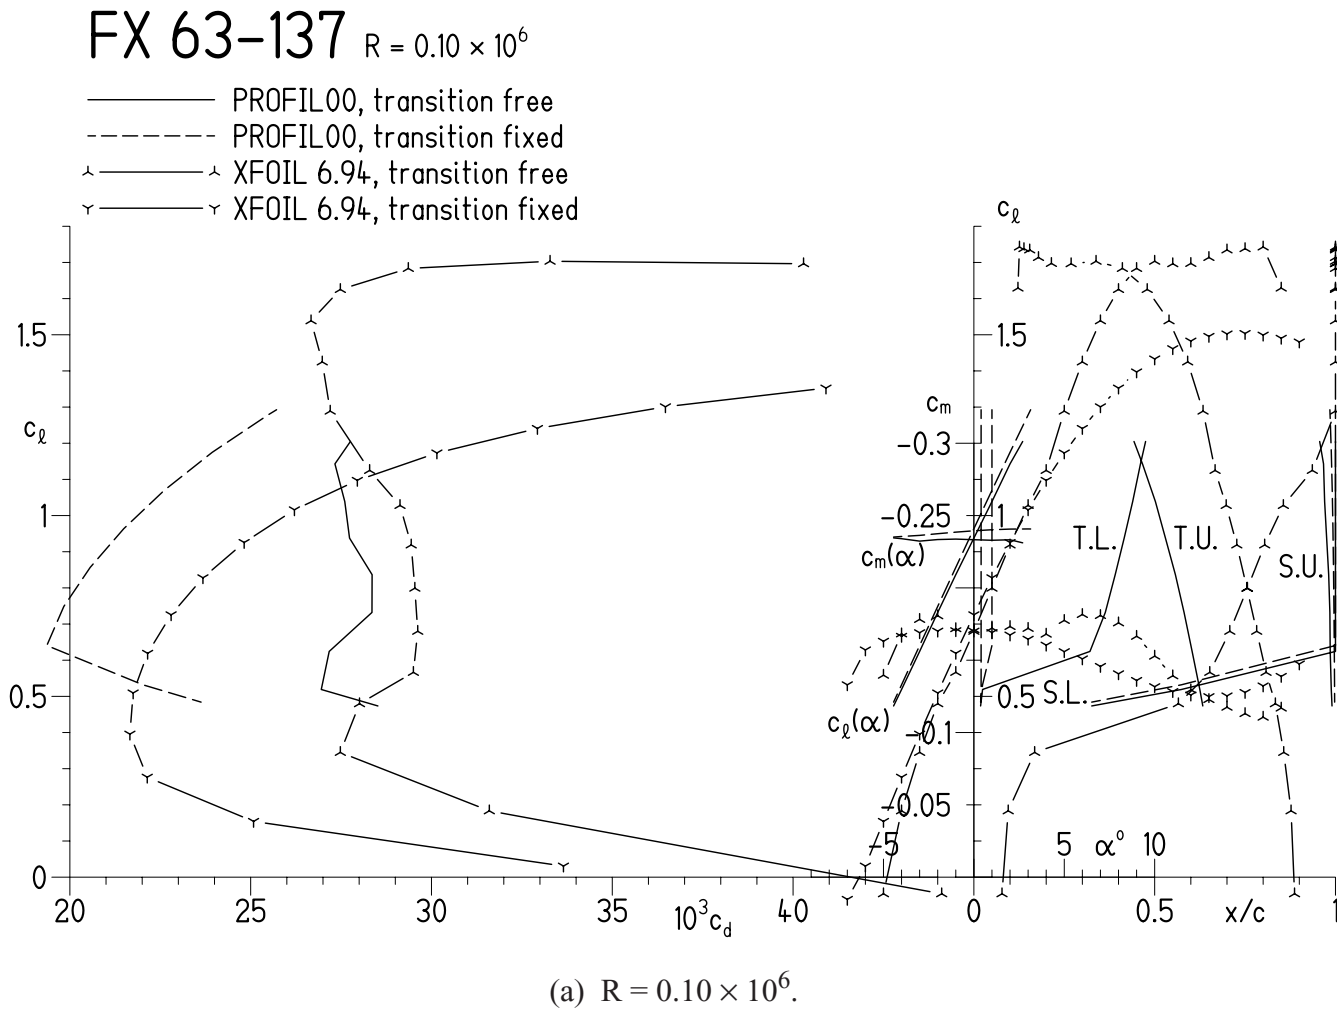 FX 63-137 R = 0.10 × 10⁶
PROFIL00, transition free
PROFIL00, transition fixed
XFOIL 6.94, transition free
XFOIL 6.94, transition fixed
cℓ
1.5
1.5
cm
cℓ
-0.3
1
-0.25
1
T.L.
T.U.
cm(α)
S.U.
0.5
0.5
S.L.
cℓ(α)
-0.1
-0.05
-5
5
α°
10
0
20
25
30
35
10³cd
40
0
0.5
x/c
1
(a) R = 0.10 × 10⁶.